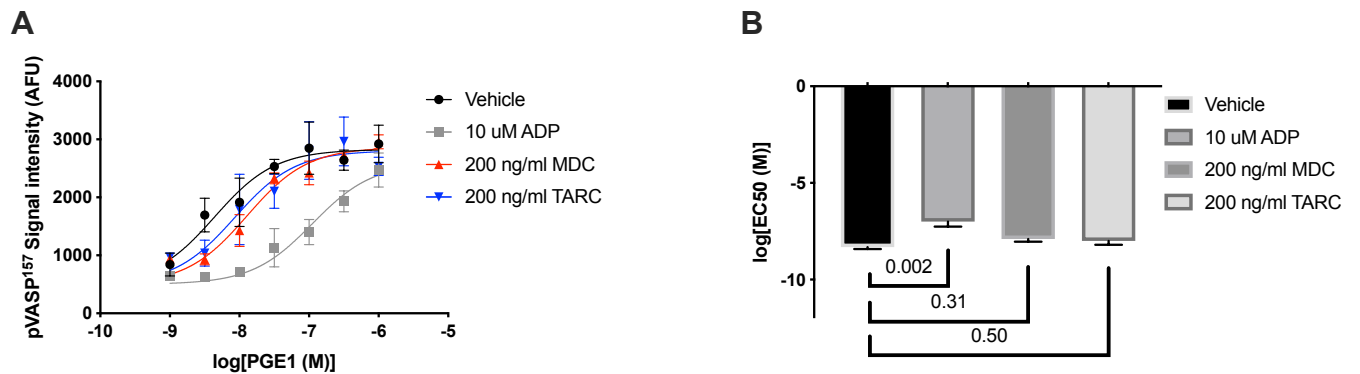 A
pVASP157 Signal intensity (AFU)
4000
3000
2000
1000
0
-10
-9
-8
-7
-6
-5
log[PGE1 (M)]
Vehicle
10 uM ADP
200 ng/ml MDC
200 ng/ml TARC
B
log[EC50 (M)]
0
-5
-10
0.002
0.31
0.50
Vehicle
10 uM ADP
200 ng/ml MDC
200 ng/ml TARC